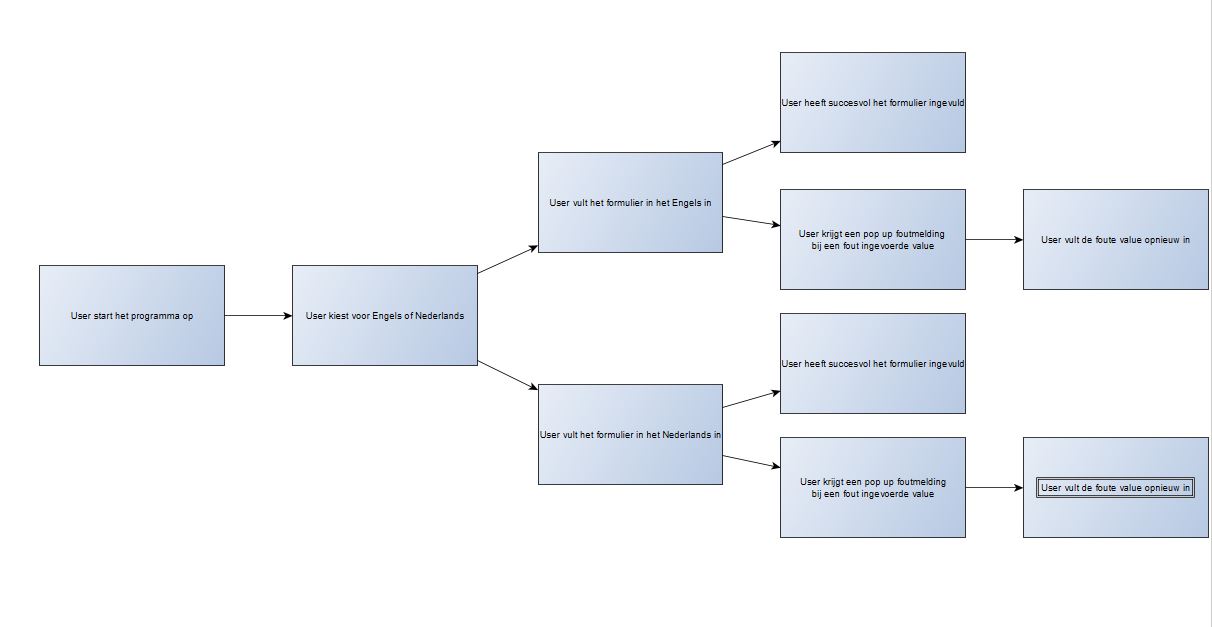 User start het programma op
User kiest voor Engels of Nederlands
User vult het formulier in het Engels in
User heeft succesvol het formulier ingevuld
User krijgt een pop up foutmelding
bij een fout ingevoerde value
User vult de foute value opnieuw in
User vult het formulier in het Nederlands in
User heeft succesvol het formulier ingevuld
User krijgt een pop up foutmelding
bij een fout ingevoerde value
User vult de foute value opnieuw in